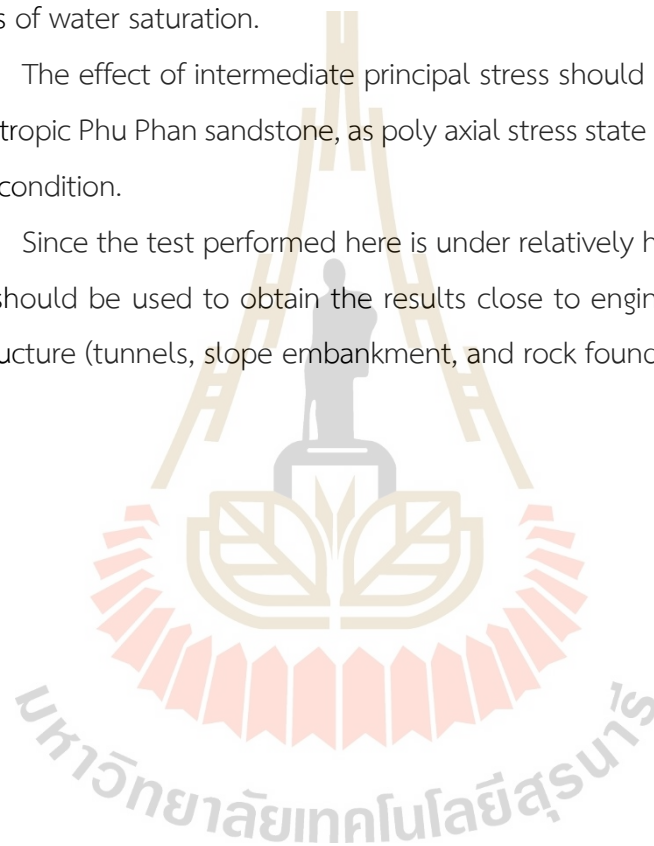 s of water saturation.
The effect of intermediate principal stress should
tropic Phu Phan sandstone, as poly axial stress state
condition.
Since the test performed here is under relatively h
should be used to obtain the results close to engin
ucture (tunnels, slope embankment, and rock found
มหาวิทยาลัยเทคโนโลยีสุรนารี